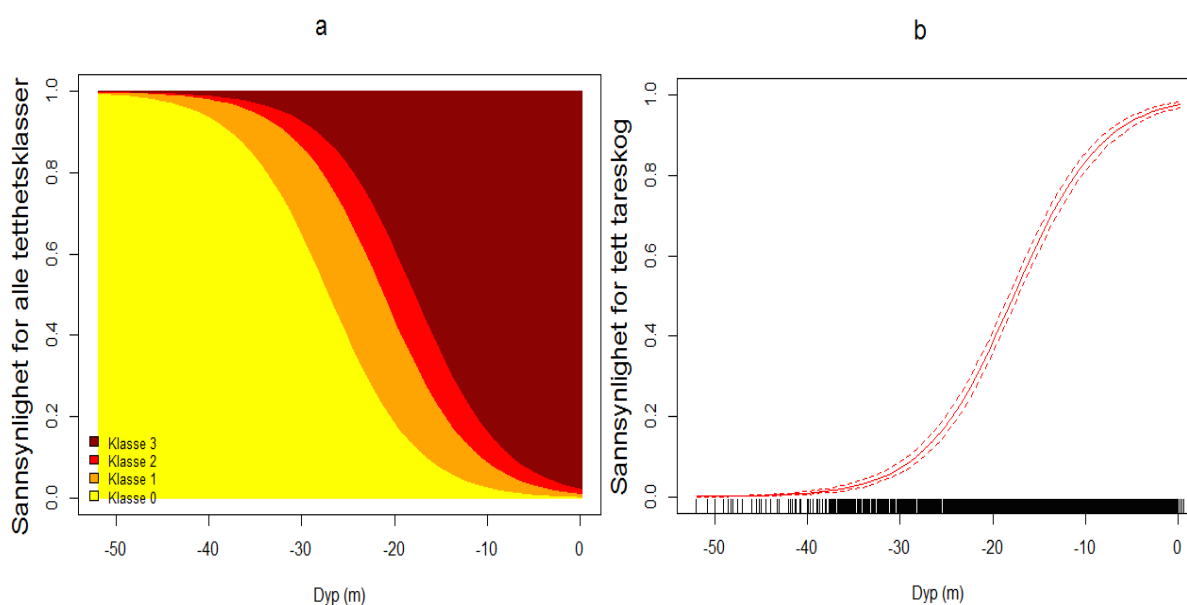 a
Sannsynlighet for alle tetthetsklasser
1.0
0.8
0.6
0.4
0.2
0.0
Klasse 3
Klasse 2
Klasse 1
Klasse 0
-50 -40 -30 -20 -10 0
Dyp (m)
b
Sannsynlighet for tett tareskog
1.0
0.8
0.6
0.4
0.2
0.0
-50 -40 -30 -20 -10 0
Dyp (m)